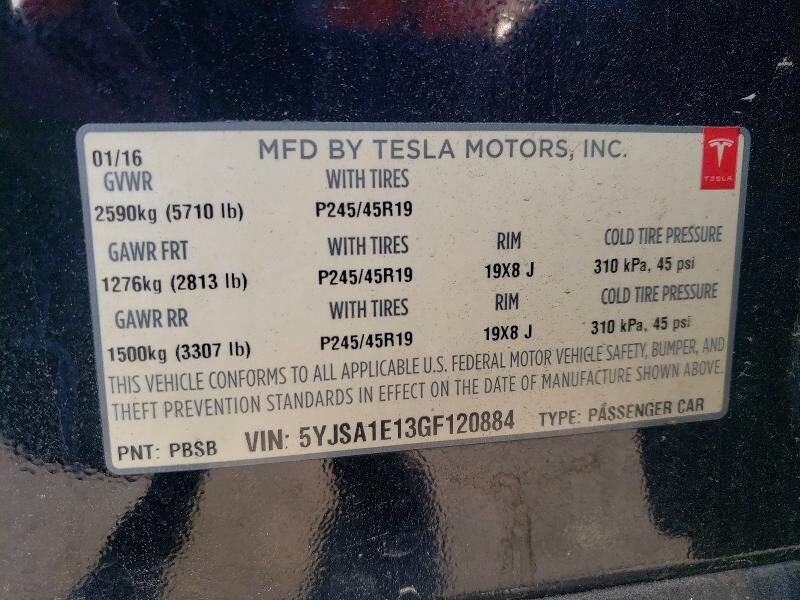 01/16 MFD BY TESLA MOTORS, INC.
TESLA
GVWR WITH TIRES
2590kg (5710 lb) P245/45R19
GAWR FRT WITH TIRES RIM COLD TIRE PRESSURE
1276kg (2813 lb) P245/45R19 19X8 J 310 kPa, 45 psi
GAWR RR WITH TIRES RIM COLD TIRE PRESSURE
1500kg (3307 lb) P245/45R19 19X8 J 310 kPa, 45 psi
THIS VEHICLE CONFORMS TO ALL APPLICABLE U.S. FEDERAL MOTOR VEHICLE SAFETY, BUMPER, AND
THEFT PREVENTION STANDARDS IN EFFECT ON THE DATE OF MANUFACTURE SHOWN ABOVE.
PNT: PBSB VIN: 5YJSA1E13GF120884 TYPE: PASSENGER CAR